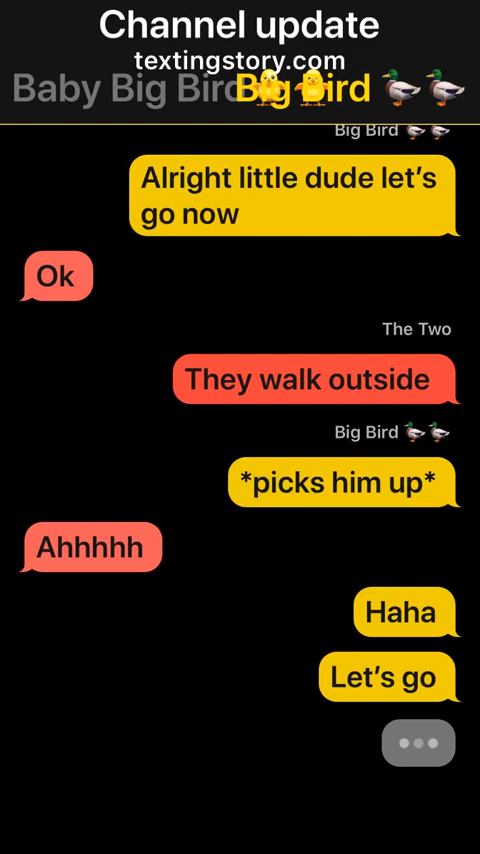 Channel update
textingstory.com
Baby Big Bird 🐥🐥 Big Bird 🦆🦆
Big Bird 🦆🦆
Alright little dude let’s
go now
Ok
The Two
They walk outside
Big Bird 🦆🦆
*picks him up*
Ahhhhh
Haha
Let’s go